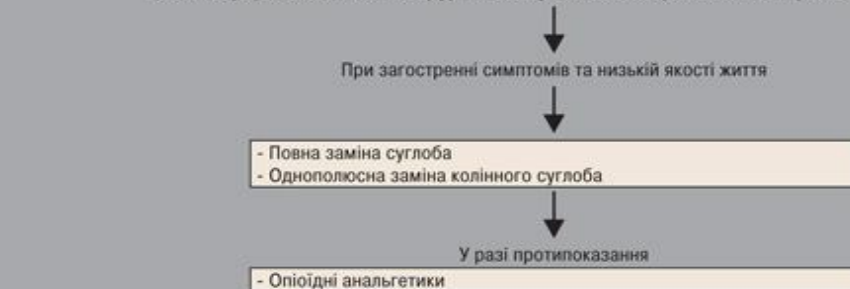 При загостренні симптомів та низькій якості життя
- Повна заміна суглоба
- Однополюсна заміна колінного суглоба
У разі протипоказання
- Опіоїдні анальгетики